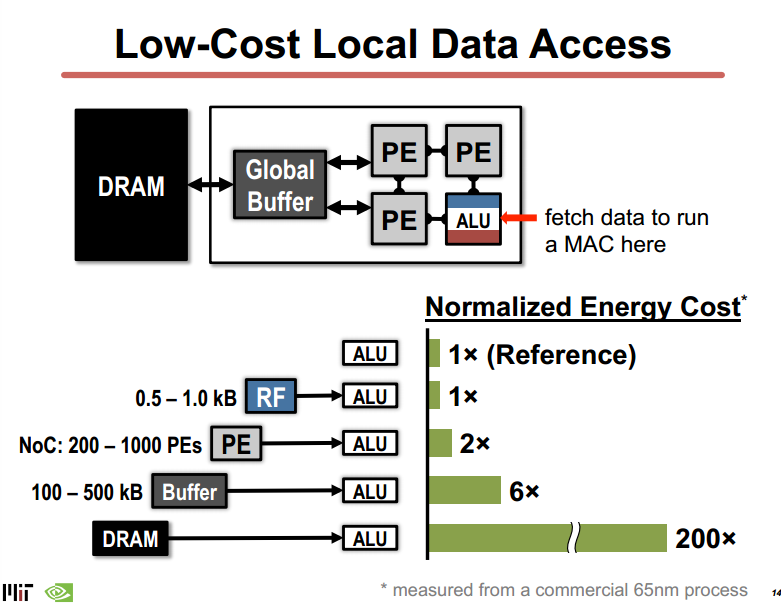 Low-Cost Local Data Access
DRAM
Global
Buffer
PE
PE
PE
ALU
fetch data to run
a MAC here
Normalized Energy Cost*
ALU
1× (Reference)
0.5 – 1.0 kB
RF
ALU
1×
NoC: 200 – 1000 PEs
PE
ALU
2×
100 – 500 kB
Buffer
ALU
6×
DRAM
ALU
200×
MIT
* measured from a commercial 65nm process